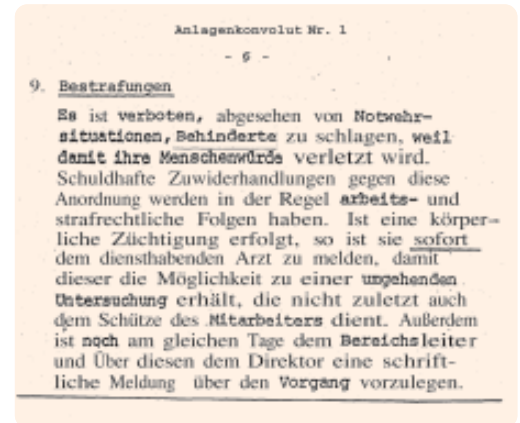 Anlagenkonvolut Nr. 1
- 6 -
9. Bestrafungen
Es ist verboten, abgesehen von Notwehr-
situationen, Behinderte zu schlagen, weil
damit ihre Menschenwürde verletzt wird.
Schuldhafte Zuwiderhandlungen gegen diese
Anordnung werden in der Regel arbeits- und
strafrechtliche Folgen haben. Ist eine körper-
liche Züchtigung erfolgt, so ist sie sofort
dem diensthabenden Arzt zu melden, damit
dieser die Möglichkeit zu einer umgehenden
Untersuchung erhält, die nicht zuletzt auch
dem Schütze des Mitarbeiters dient. Außerdem
ist noch am gleichen Tage dem Bereichsleiter
und Über diesen dem Direktor eine schrift-
liche Meldung über den Vorgang vorzulegen.